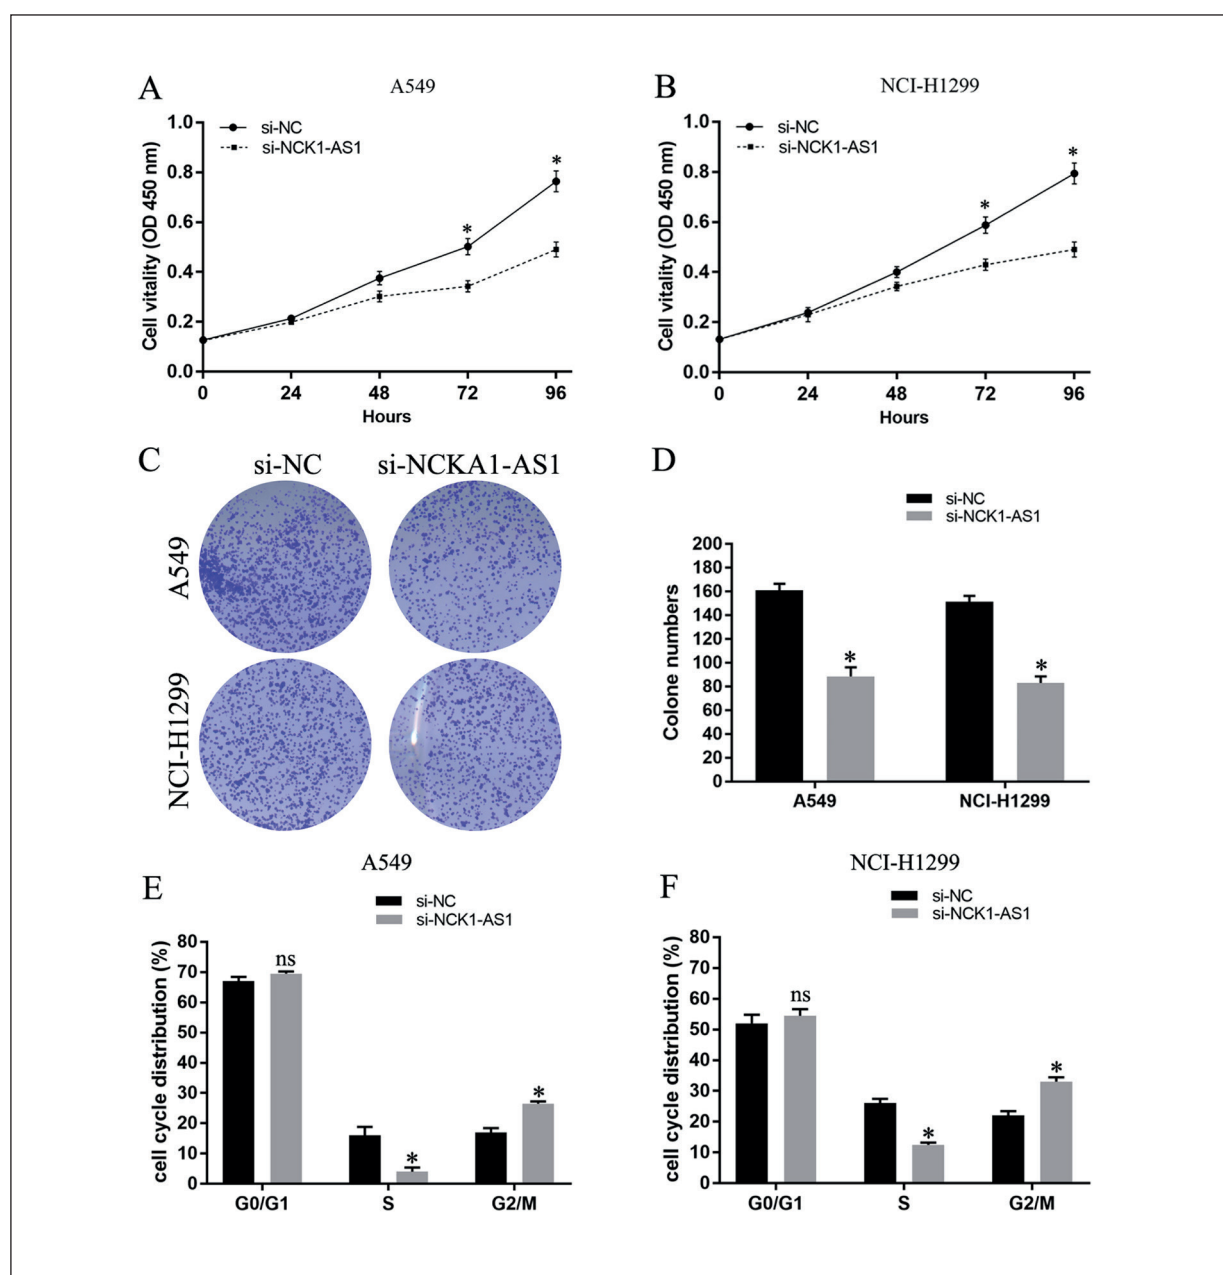 A
A549
si-NC
si-NCK1-AS1
Cell vitality (OD 450 nm)
1.0
0.8
0.6
0.4
0.2
0.0
*
*
0 24 48 72 96
Hours
B
NCI-H1299
si-NC
si-NCK1-AS1
Cell vitality (OD 450 nm)
1.0
0.8
0.6
0.4
0.2
0.0
*
*
0 24 48 72 96
Hours
C
si-NC si-NCKA1-AS1
A549
NCI-H1299
D
si-NC
si-NCK1-AS1
Colone numbers
200
180
160
140
120
100
80
60
40
20
0
*
*
A549 NCI-H1299
E
A549
si-NC
si-NCK1-AS1
cell cycle distribution (%)
80
70
60
50
40
30
20
10
0
ns
*
*
G0/G1 S G2/M
F
NCI-H1299
si-NC
si-NCK1-AS1
cell cycle distribution (%)
80
70
60
50
40
30
20
10
0
ns
*
*
G0/G1 S G2/M